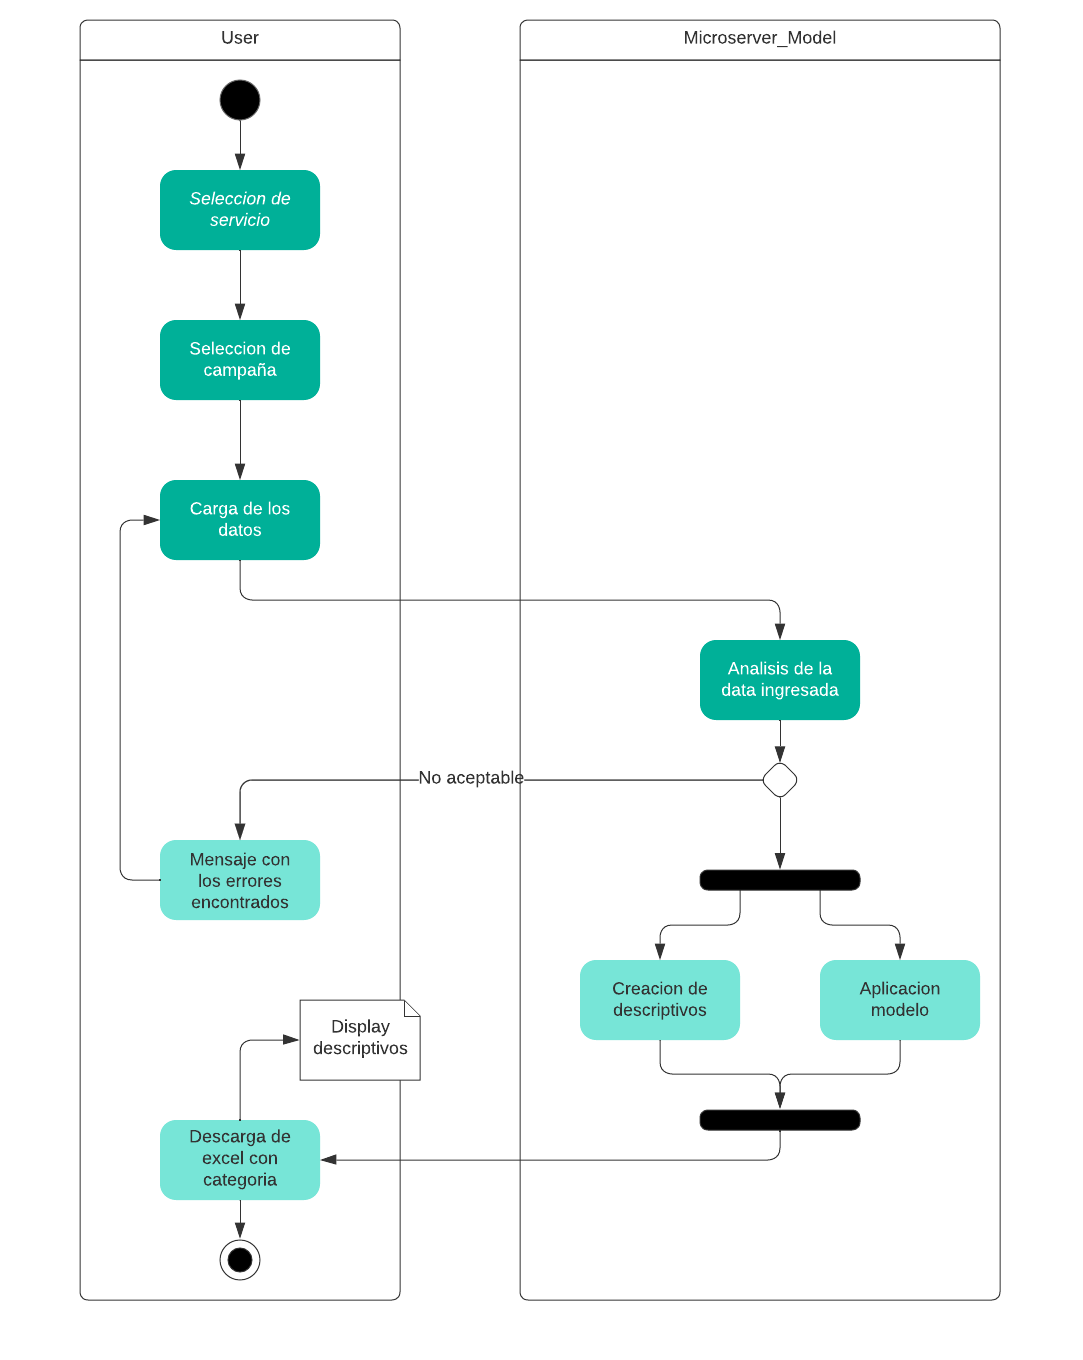 User
Microserver_Model
Seleccion de
servicio
Seleccion de
campaña
Carga de los
datos
Analisis de la
data ingresada
No aceptable
Mensaje con
los errores
encontrados
Creacion de
descriptivos
Aplicacion
modelo
Display
descriptivos
Descarga de
excel con
categoria